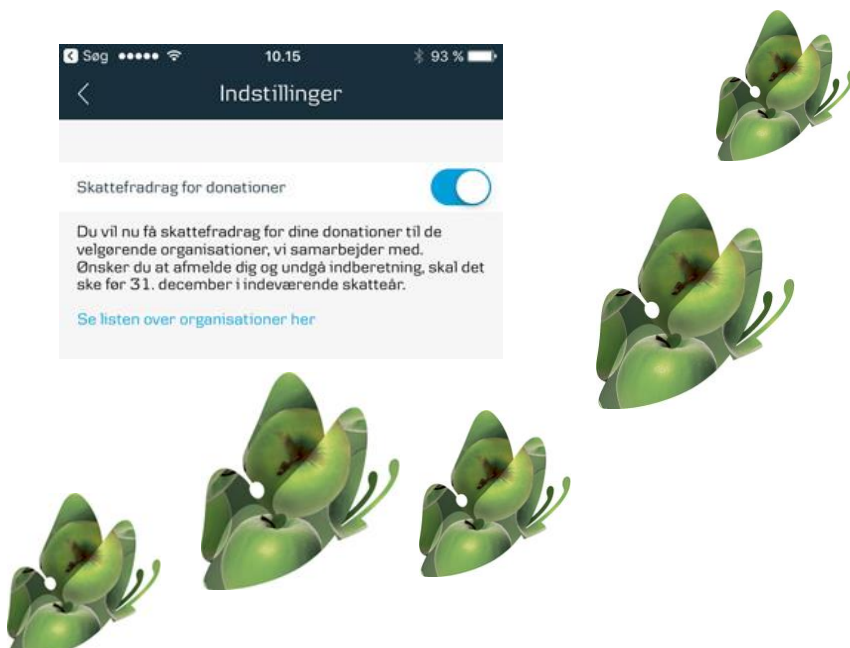 Søg 10.15 93 %
Indstillinger
Skattefradrag for donationer
Du vil nu få skattefradrag for dine donationer til de
velgørende organisationer, vi samarbejder med.
Ønsker du at afmelde dig og undgå indberetning, skal det
ske før 31. december i indeværende skatteår.
Se listen over organisationer her